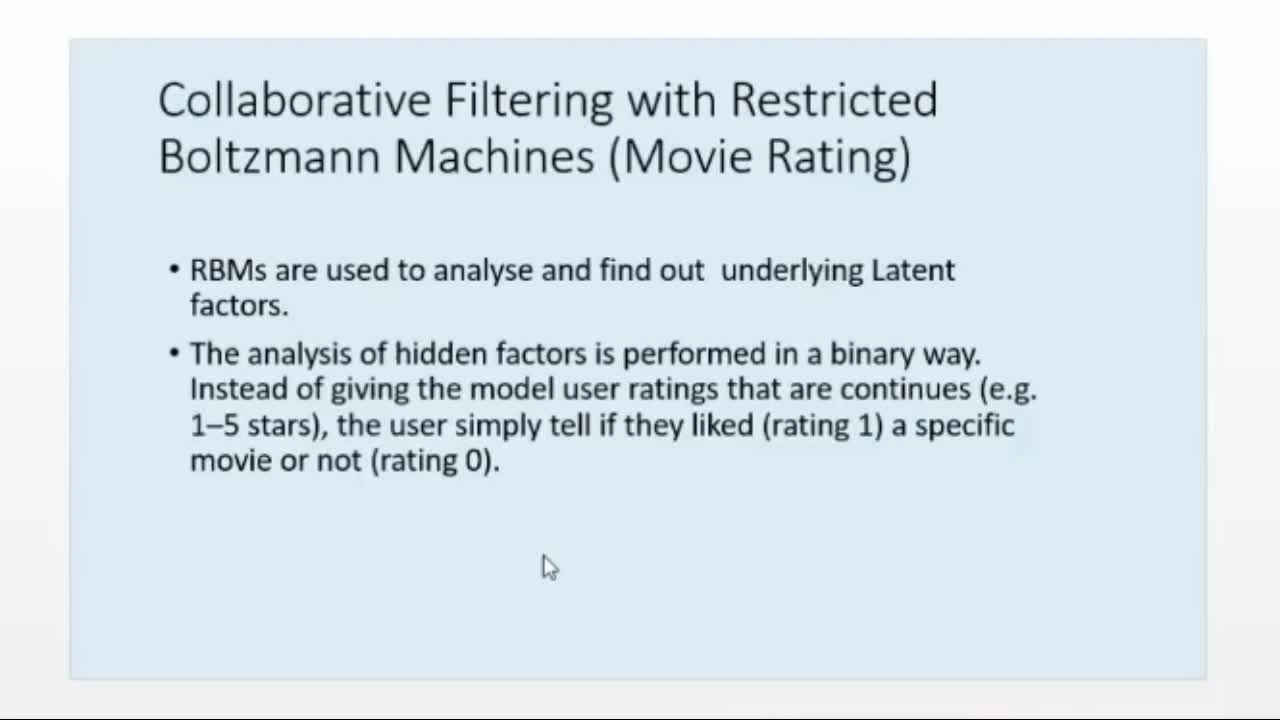 Collaborative Filtering with Restricted
Boltzmann Machines (Movie Rating)
• RBMs are used to analyse and find out  underlying Latent
factors.
• The analysis of hidden factors is performed in a binary way.
Instead of giving the model user ratings that are continues (e.g.
1–5 stars), the user simply tell if they liked (rating 1) a specific
movie or not (rating 0).